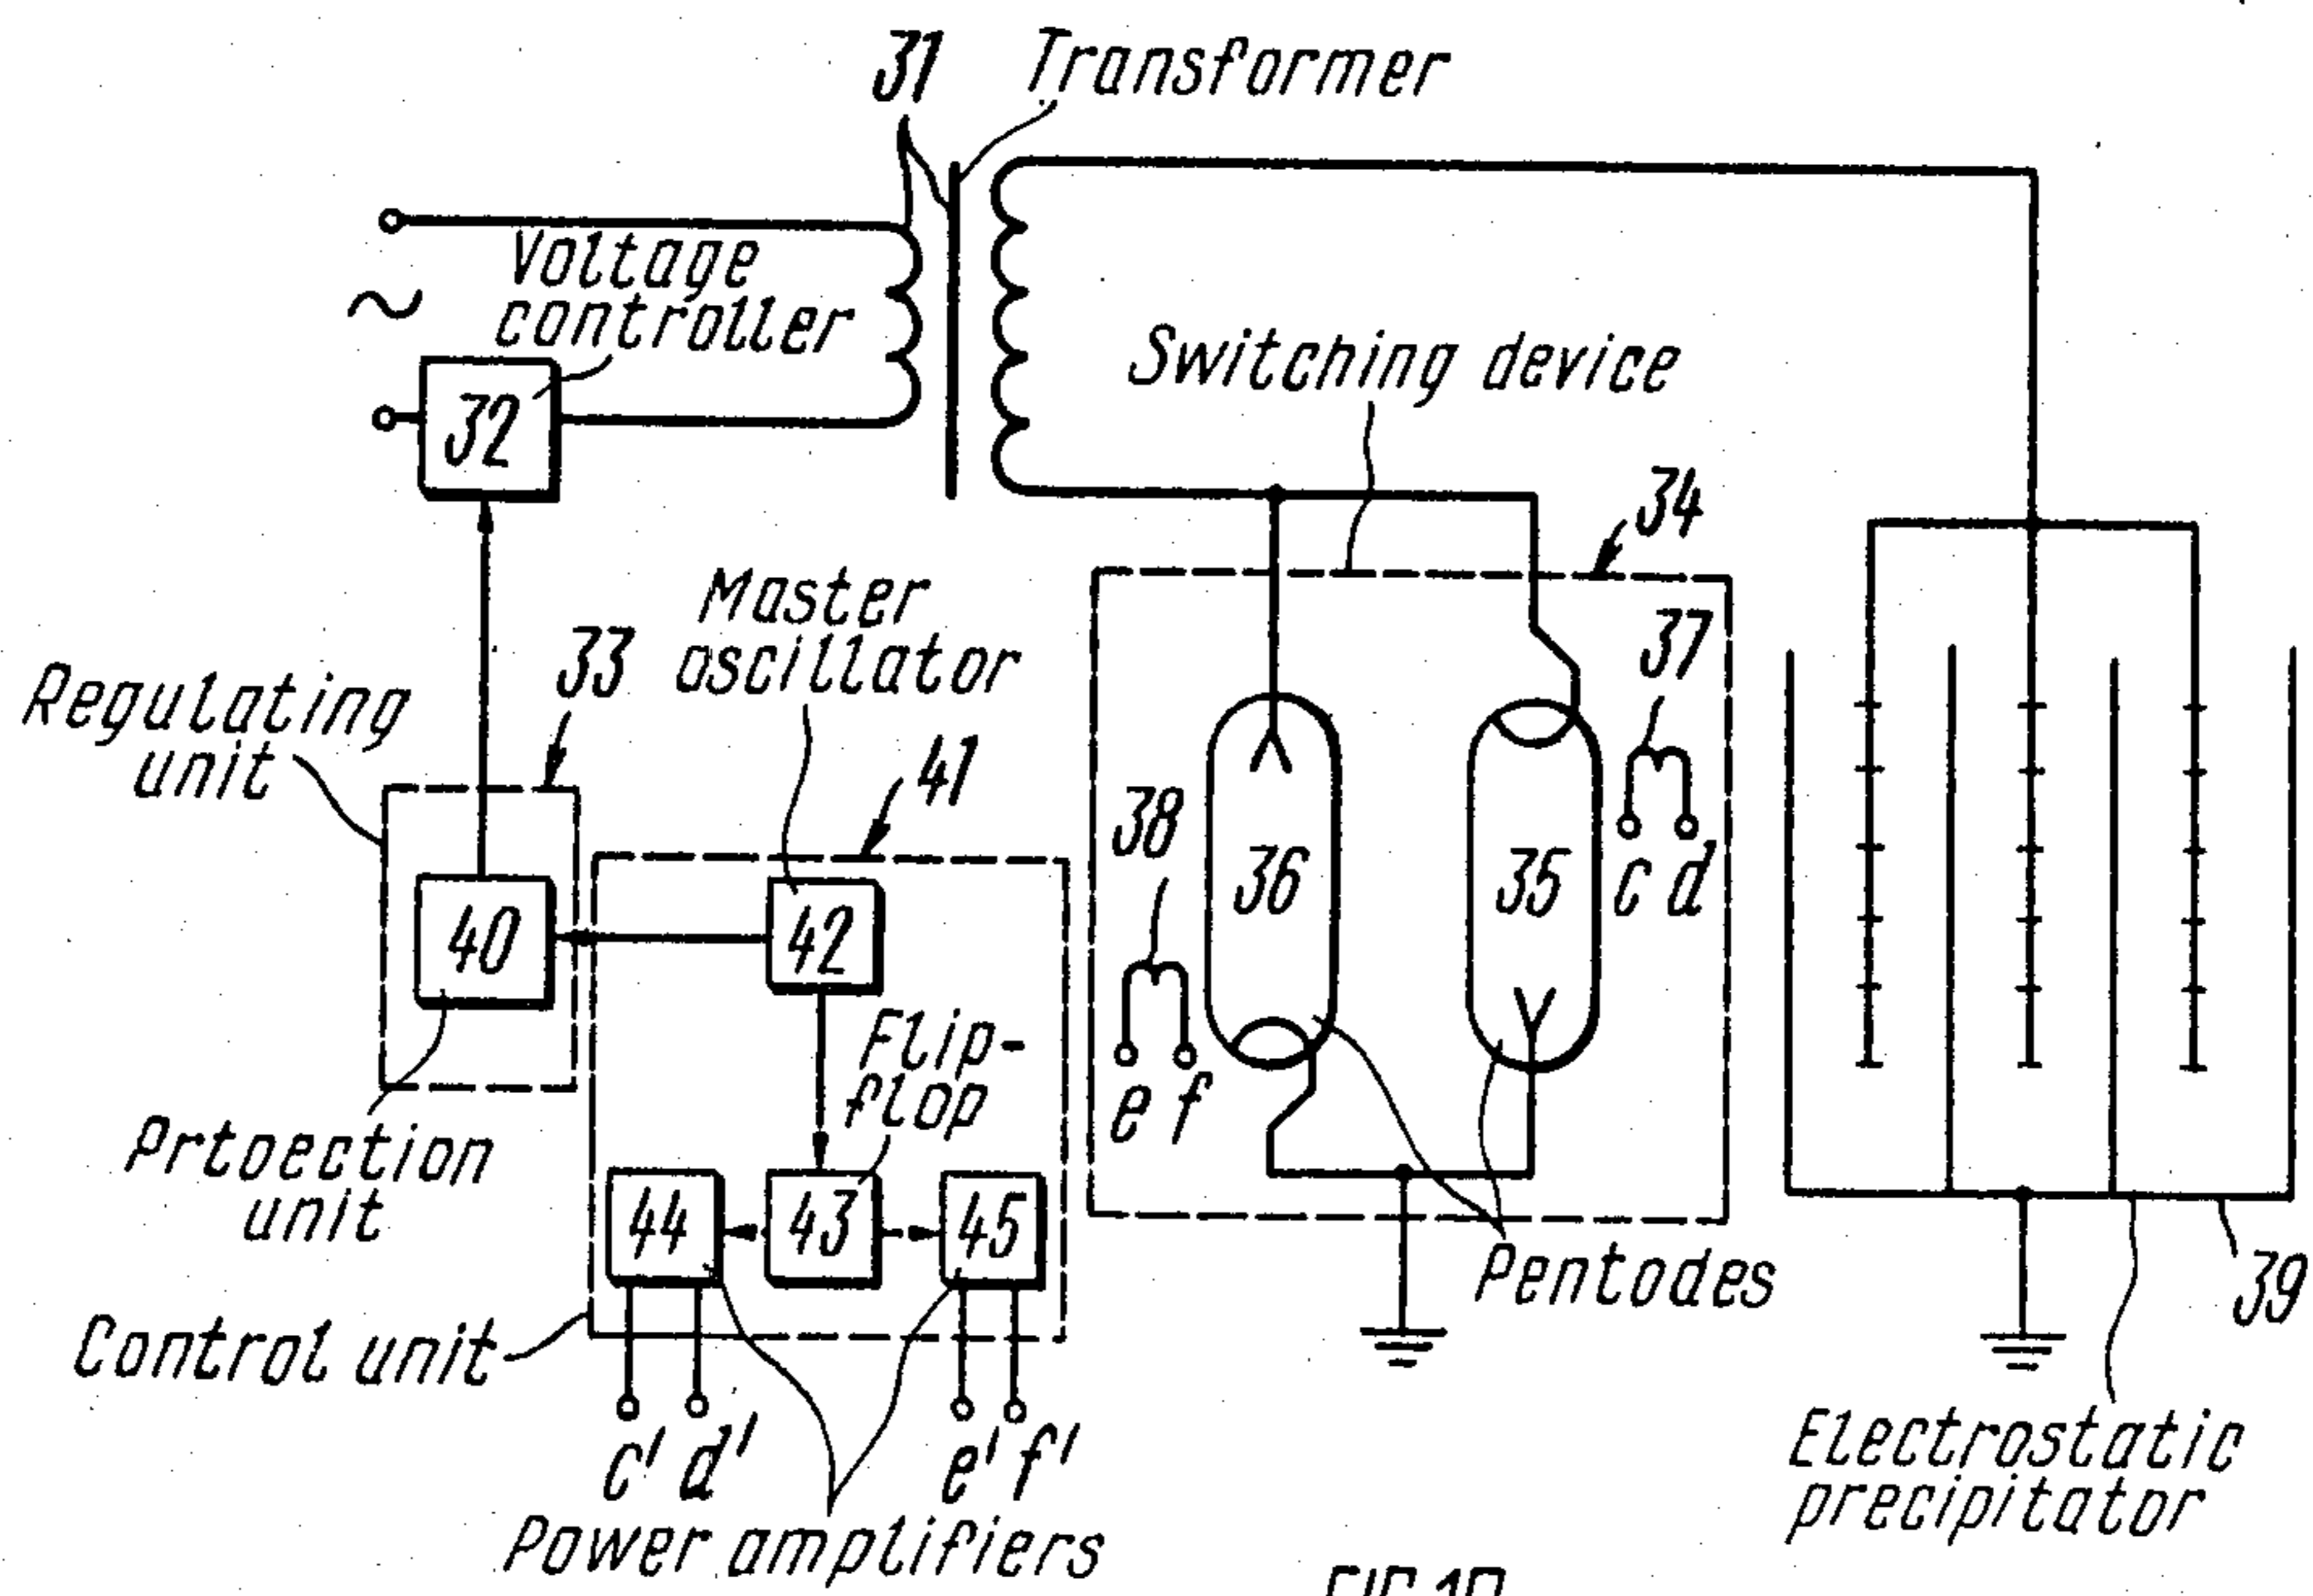 31 Transformer
Voltage
controller
~
32
Switching device
34
37
Master
oscillator
33
Regulating
unit
41
38
36
35
c d
40
42
e f
Flip-
flop
Prtoection
unit
44
43
45
Pentodes
39
Control unit
c' d'
e' f'
Power amplifiers
Electrostatic
precipitator